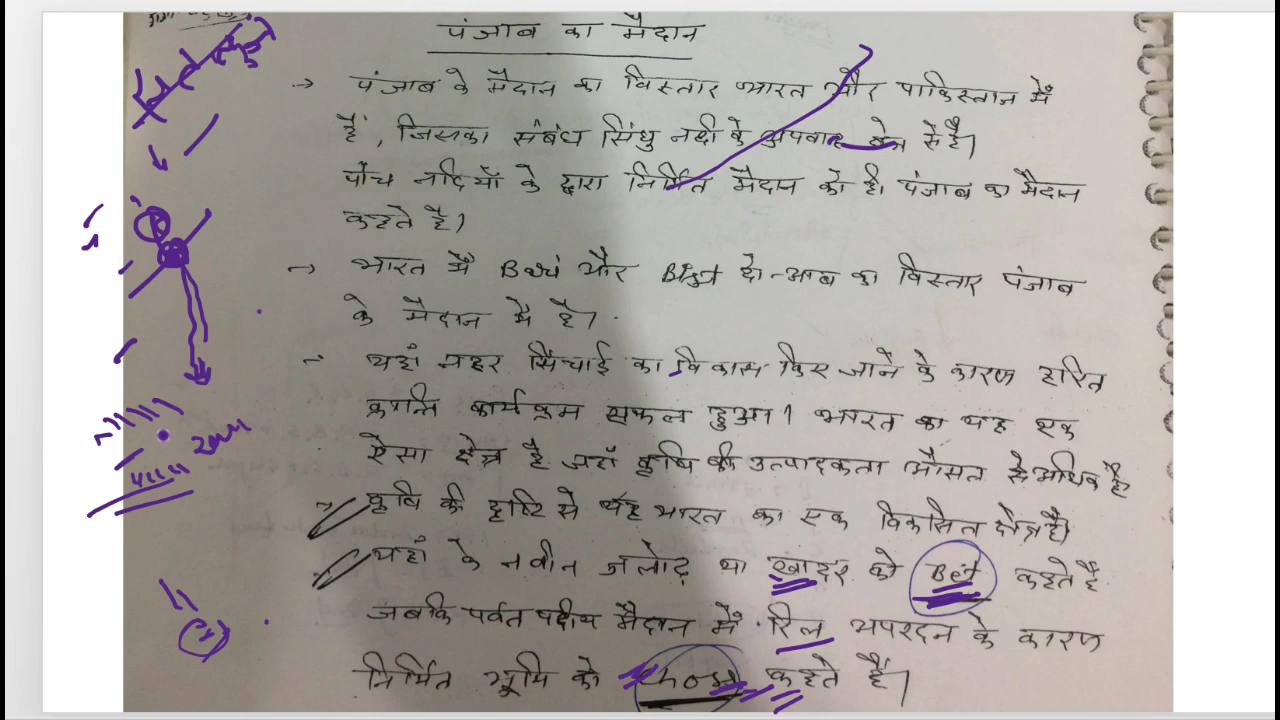 पंजाब का मैदान
→ पंजाब के मैदान का विस्तार भारत और पाकिस्तान में
हैं, जिसका संबंध सिंधु नदी के अपवाह क्षेत्र से है।
पाँच नदियों के द्वारा निर्मित मैदान को ही पंजाब का मैदान
कहते है।
→ भारत में Bari और Bist दो-आब का विस्तार पंजाब
के मैदान में है।
यहाँ नहर सिंचाई का विकास किए जाने के कारण हरित
क्रान्ति कार्यक्रम सफल हुआ। भारत का यह एक
ऐसा क्षेत्र है जहाँ कृषि की उत्पादकता औसत से अधिक है
कृषि की दृष्टि से यह भारत का एक विकसित क्षेत्र है।
यहाँ के नवीन जलोढ़ या खादर को Bet कहते है
जबकि पर्वत पदीय मैदान में रिल अपरदन के कारण
निर्मित भूमि को Chos कहते हैं।